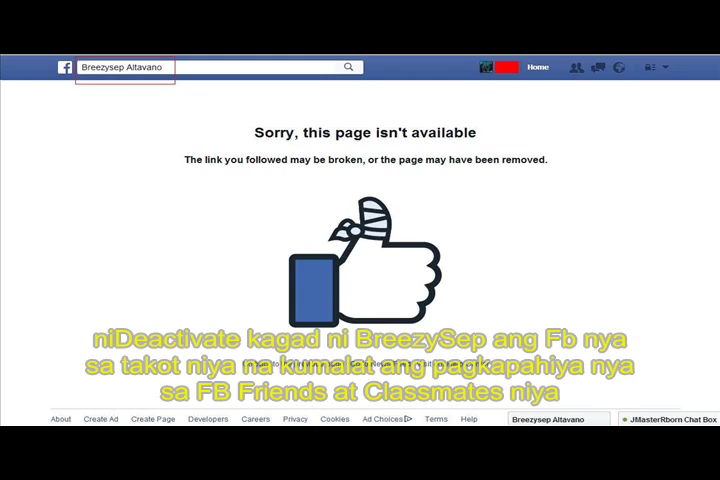 Breezysep Altavano
Home
Sorry, this page isn't available
The link you followed may be broken, or the page may have been removed.
niDeactivate kagad ni BreezySep ang Fb nya
sa takot niya na kumalat ang pagkapahiya nya
sa FB Friends at Classmates niya
About Create Ad Create Page Developers Careers Privacy Cookies Ad Choices Terms Help
Breezysep Altavano
JMasterRborn Chat Box